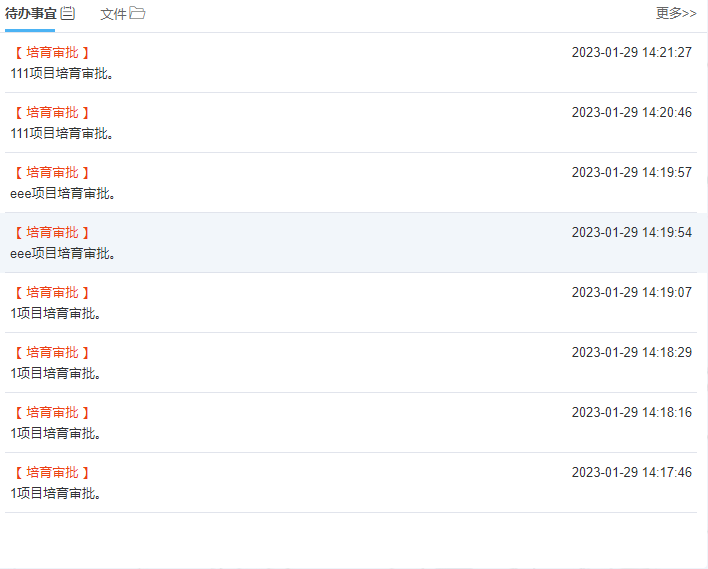 待办事宜 文件 更多>>
【 培育审批 】 2023-01-29 14:21:27
111项目培育审批。
【 培育审批 】 2023-01-29 14:20:46
111项目培育审批。
【 培育审批 】 2023-01-29 14:19:57
eee项目培育审批。
【 培育审批 】 2023-01-29 14:19:54
eee项目培育审批。
【 培育审批 】 2023-01-29 14:19:07
1项目培育审批。
【 培育审批 】 2023-01-29 14:18:29
1项目培育审批。
【 培育审批 】 2023-01-29 14:18:16
1项目培育审批。
【 培育审批 】 2023-01-29 14:17:46
1项目培育审批。